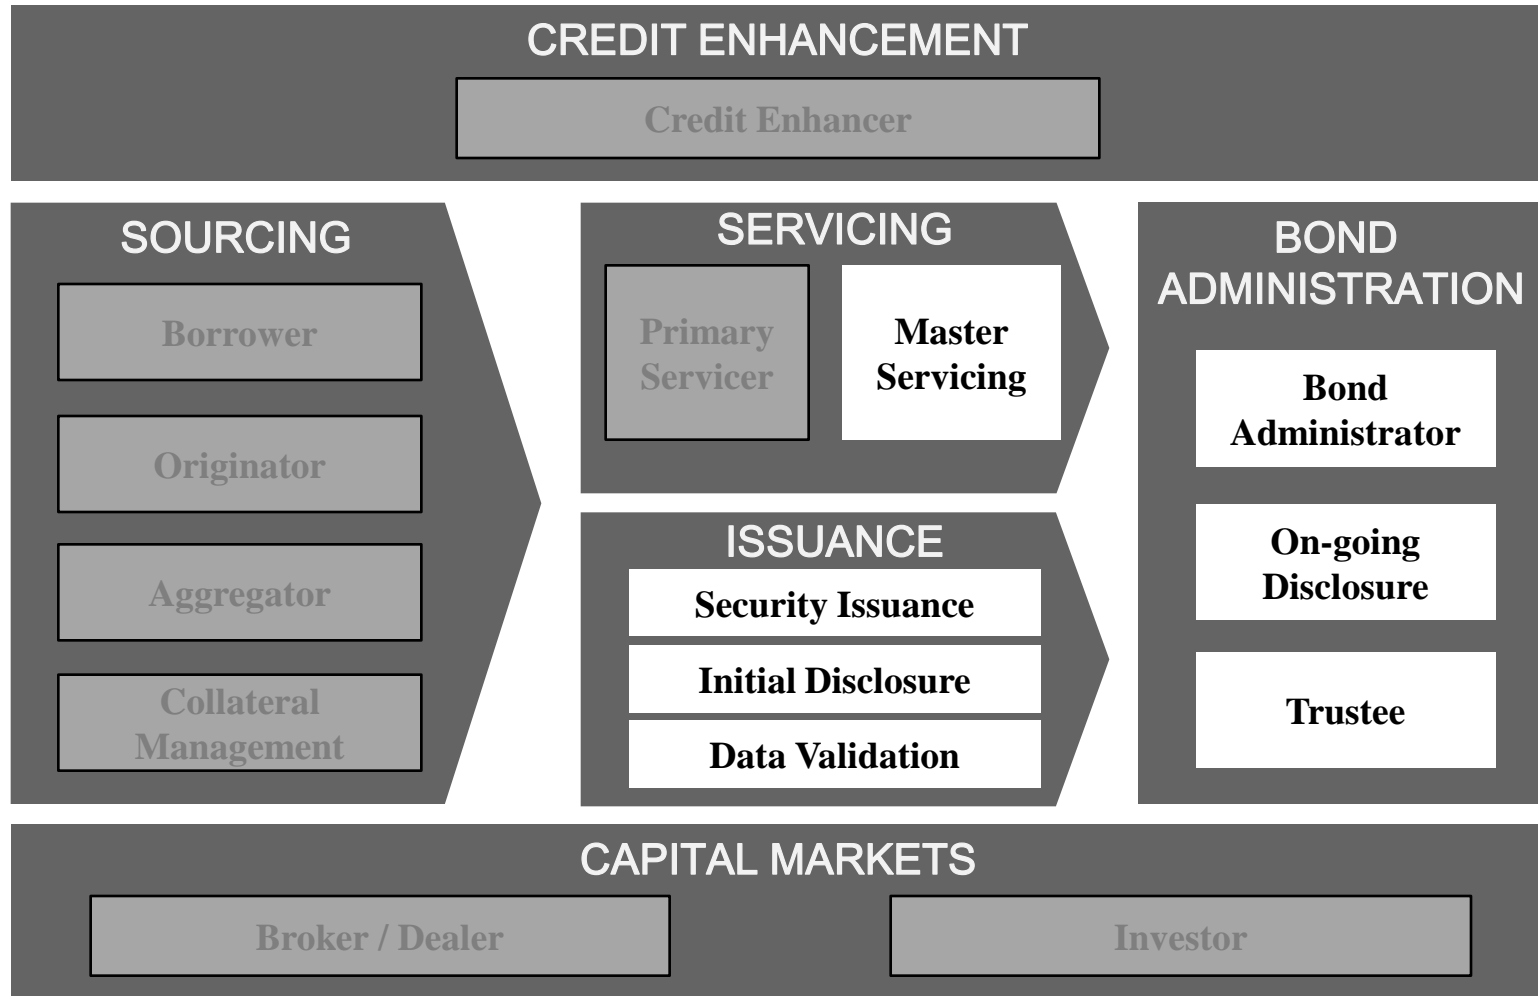 CREDIT ENHANCEMENT
Credit Enhancer
SOURCING
Borrower
Originator
Aggregator
Collateral
Management
SERVICING
Primary
Servicer
Master
Servicing
ISSUANCE
Security Issuance
Initial Disclosure
Data Validation
BOND
ADMINISTRATION
Bond
Administrator
On-going
Disclosure
Trustee
CAPITAL MARKETS
Broker / Dealer
Investor